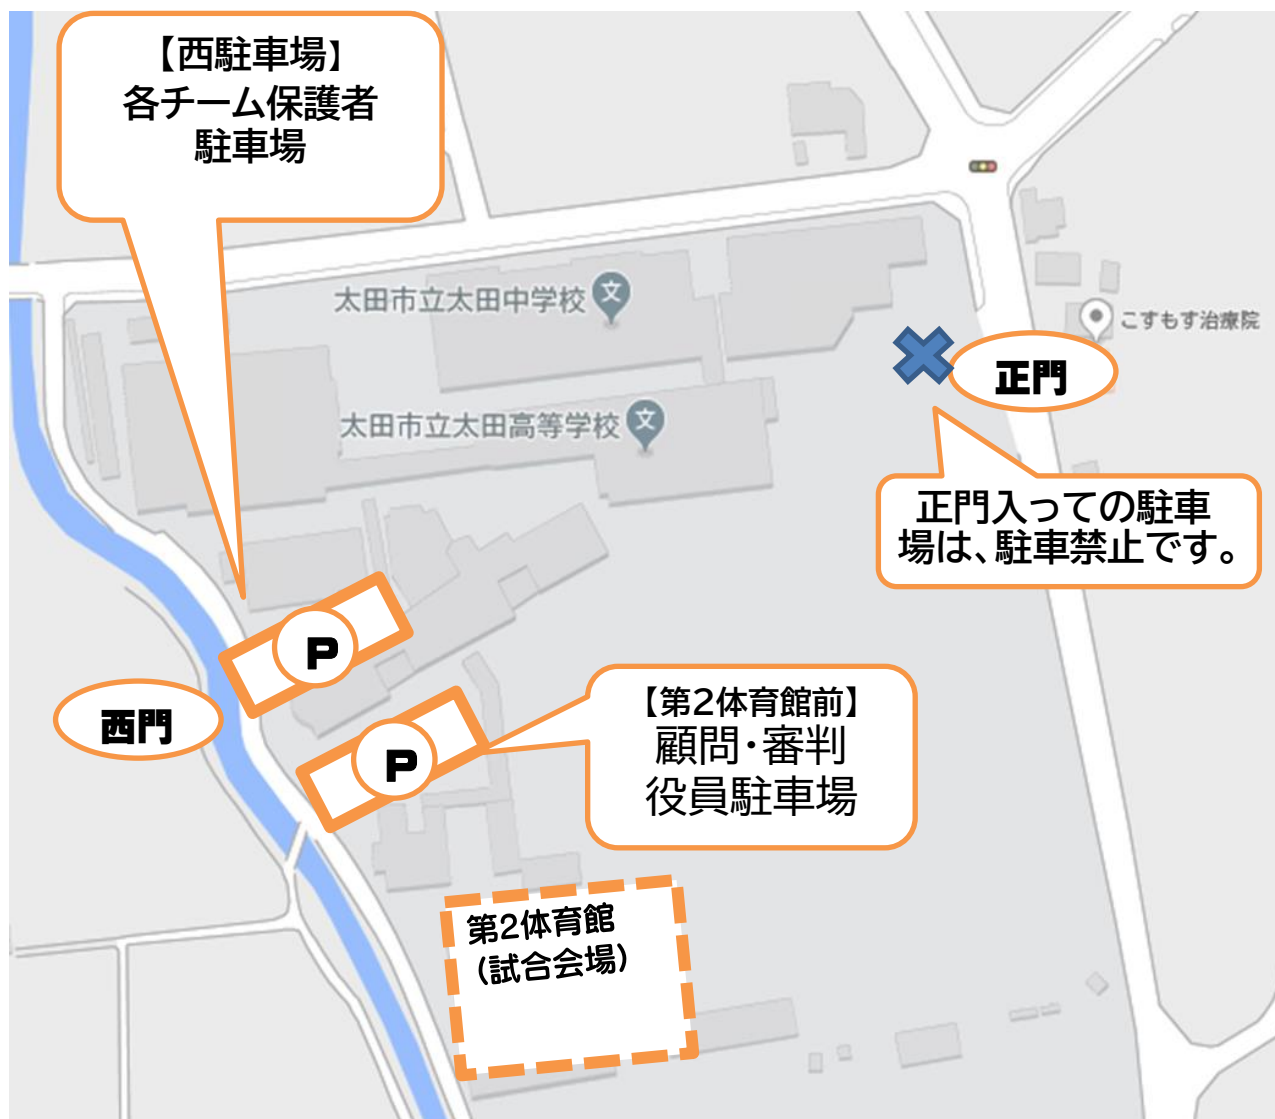 【西駐車場】
各チーム保護者
駐車場
太田市立太田中学校
文
こすもす治療院
正門
太田市立太田高等学校
文
正門入っての駐車
場は、駐車禁止です。
P
西門
【第2体育館前】
顧問・審判
役員駐車場
P
第2体育館
(試合会場)